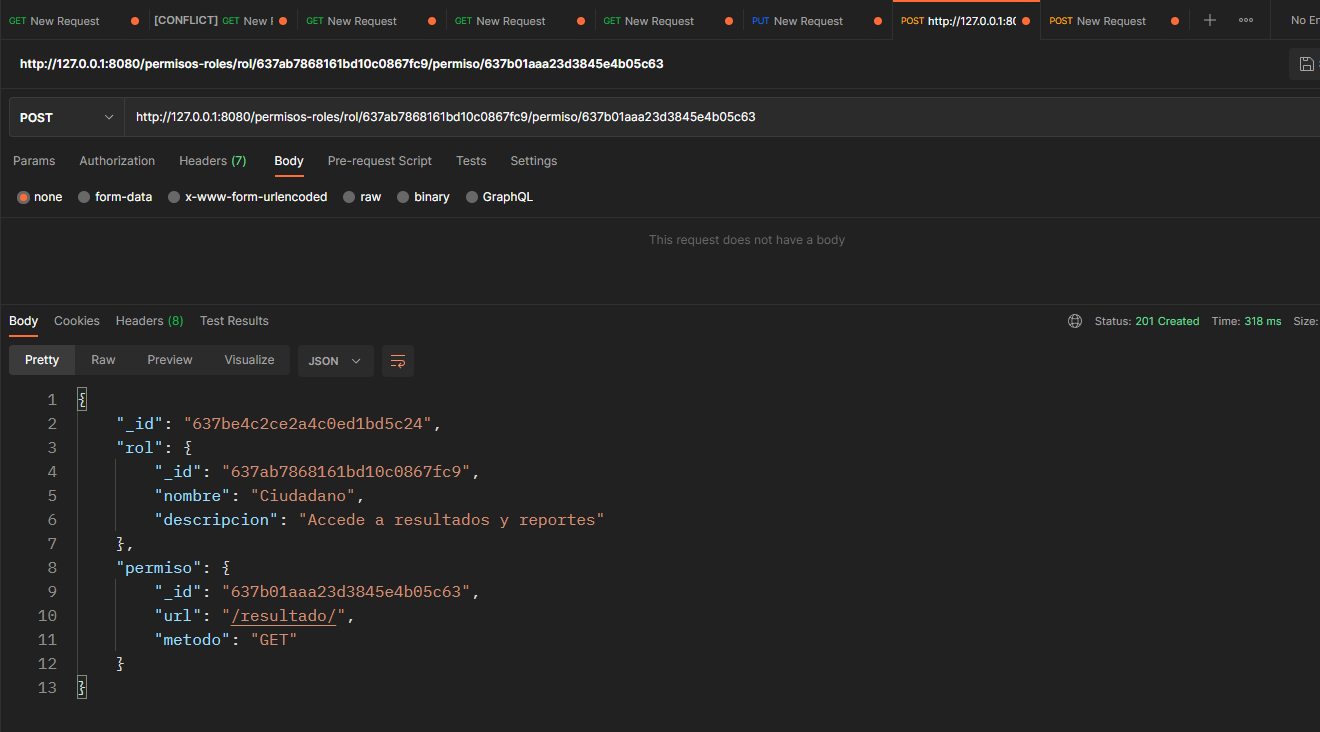 GET New Request [CONFLICT] GET New F GET New Request GET New Request GET New Request PUT New Request POST http://127.0.0.1:8( POST New Request No En
http://127.0.0.1:8080/permisos-roles/rol/637ab7868161bd10c0867fc9/permiso/637b01aaa23d3845e4b05c63
POST http://127.0.0.1:8080/permisos-roles/rol/637ab7868161bd10c0867fc9/permiso/637b01aaa23d3845e4b05c63
Params Authorization Headers (7) Body Pre-request Script Tests Settings
none form-data x-www-form-urlencoded raw binary GraphQL
This request does not have a body
Body Cookies Headers (8) Test Results Status: 201 Created Time: 318 ms Size:
Pretty Raw Preview Visualize JSON
1 {
2 "_id": "637be4c2ce2a4c0ed1bd5c24",
3 "rol": {
4 "_id": "637ab7868161bd10c0867fc9",
5 "nombre": "Ciudadano",
6 "descripcion": "Accede a resultados y reportes"
7 },
8 "permiso": {
9 "_id": "637b01aaa23d3845e4b05c63",
10 "url": "/resultado/",
11 "metodo": "GET"
12 }
13 }